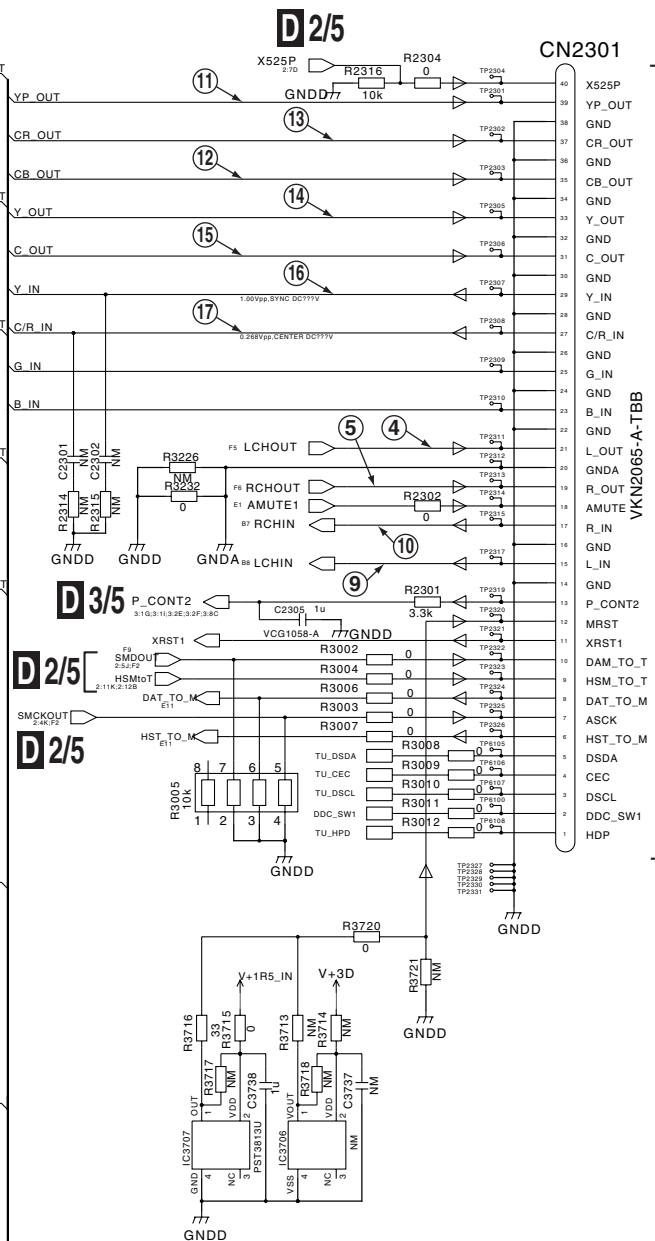 D 2/5
CN2301
X525P
2:7D
R2316
10k
GNDD
R2304
0
TP2304
40 X525P
YP_OUT
11
TP2301
39 YP_OUT
38 GND
CR_OUT
13
TP2302
37 CR_OUT
36 GND
CB_OUT
12
TP2303
35 CB_OUT
34 GND
Y_OUT
14
TP2305
33 Y_OUT
32 GND
C_OUT
15
TP2306
31 C_OUT
30 GND
Y_IN
16
1.00Vpp,SYNC DC???V
TP2307
29 Y_IN
28 GND
C/R_IN
17
0.268Vpp,CENTER DC???V
TP2308
27 C/R_IN
26 GND
G_IN
TP2309
25 G_IN
24 GND
B_IN
TP2310
23 B_IN
22 GND
F5 LCHOUT
4
TP2311
21 L_OUT
TP2312
20 GNDA
F6 RCHOUT
5
TP2313
19 R_OUT
E1 AMUTE1
R2302
0
TP2314
18 AMUTE
B7 RCHIN
10
TP2315
17 R_IN
16 GND
B8 LCHIN
9
TP2317
15 L_IN
14 GND
VKN2065-A-TBB
C2301
NM
C2302
NM
R2314
NM
R2315
NM
GNDD
R3226
NM
R3232
0
GNDD
GNDA
D 3/5
P_CONT2
3:1G;3:1I;3:2E;3:2F;3:8C
R2301
3.3k
TP2319
13 P_CONT2
C2305
1u
VCG1058-A
GNDD
TP2320
12 MRST
XRST1
TP2321
11 XRST1
D 2/5
F9
SMDOUT
2:5J;F2
R3002
0
TP2322
10 DAM_TO_T
HSMtoT
2:11K;2:12B
R3004
0
TP2323
9 HSM_TO_T
DAT_TO_M
E11
R3006
0
TP2324
8 DAT_TO_M
SMCKOUT
2:4K;F2
R3003
0
TP2325
7 ASCK
D 2/5
HST_TO_M
E11
R3007
0
TP2326
6 HST_TO_M
TU_DSDA
R3008
0
TP6105
5 DSDA
TU_CEC
R3009
0
TP6106
4 CEC
TU_DSCL
R3010
0
TP6107
3 DSCL
DDC_SW1
R3011
0
TP6100
2 DDC_SW1
TU_HPD
R3012
0
TP6108
1 HDP
R3005
10k
8 7 6 5
1 2 3 4
GNDD
TP2327
TP2328
TP2329
TP2330
TP2331
GNDD
R3720
0
R3721
NM
GNDD
V+1R5_IN
V+3D
R3716
33
R3715
0
R3713
NM
R3714
NM
R3717
NM
C3738
1u
R3718
NM
C3737
NM
OUT
1
VDD
2
IC3707
PST3813U
GND
4
NC
3
VOUT
1
VDD
2
IC3706
NM
VSS
4
NC
3
GNDD